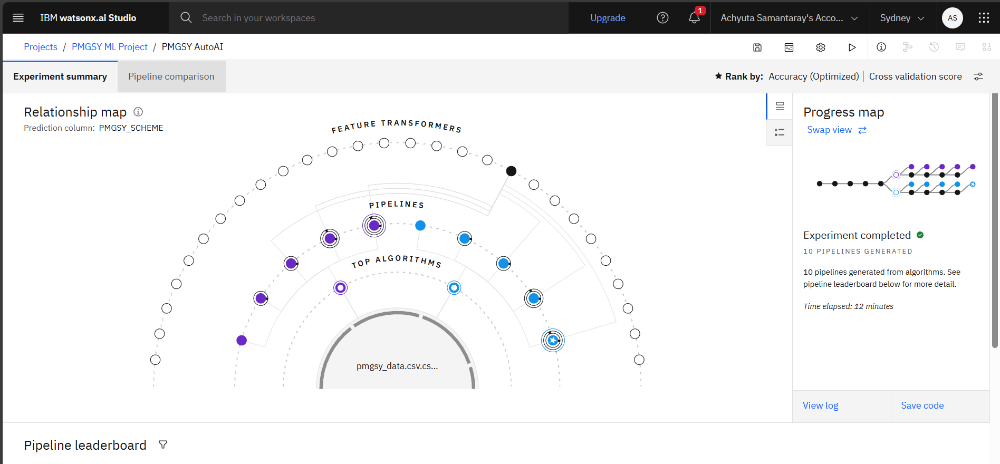 IBM watsonx.ai Studio
Search in your workspaces
Upgrade
1
Achyuta Samantaray's Acco...
Sydney
AS
Projects / PMGSY ML Project / PMGSY AutoAI
Experiment summary
Pipeline comparison
Rank by: Accuracy (Optimized) | Cross validation score
Relationship map
Prediction column: PMGSY_SCHEME
FEATURE TRANSFORMERS
PIPELINES
TOP ALGORITHMS
pmgsy_data.csv.cs...
Progress map
Swap view
Experiment completed
10 PIPELINES GENERATED
10 pipelines generated from algorithms. See
pipeline leaderboard below for more detail.
Time elapsed: 12 minutes
View log
Save code
Pipeline leaderboard